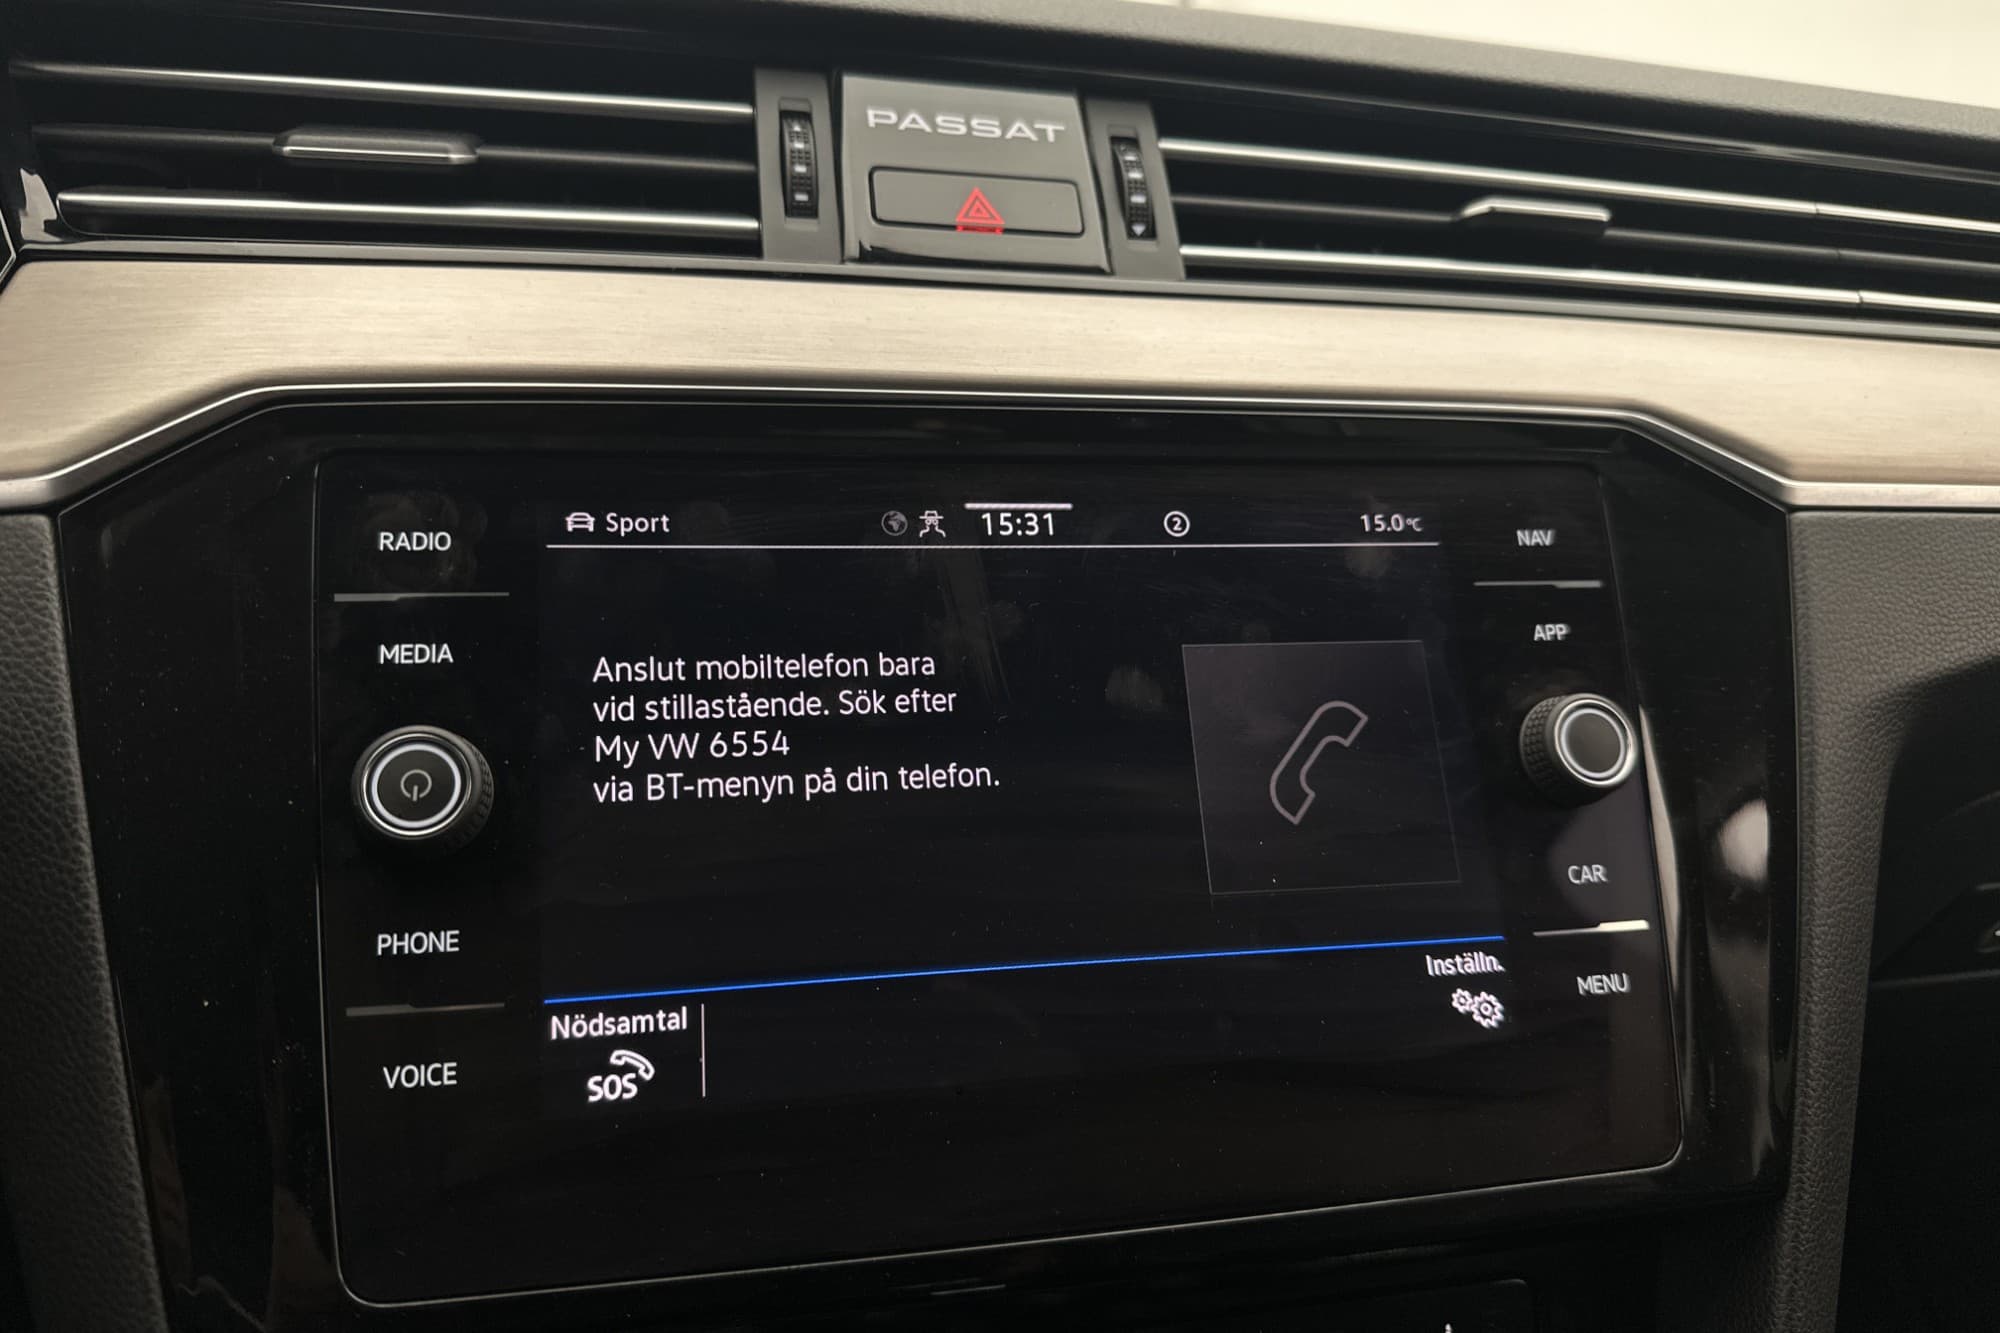 PASSAT
RADIO
MEDIA
PHONE
VOICE
Sport
15:31
2
15.0°C
Anslut mobiltelefon bara
vid stillastående. Sök efter
My VW 6554
via BT-menyn på din telefon.
Nödsamtal
SOS
Inställn.
NAV
APP
CAR
MENU